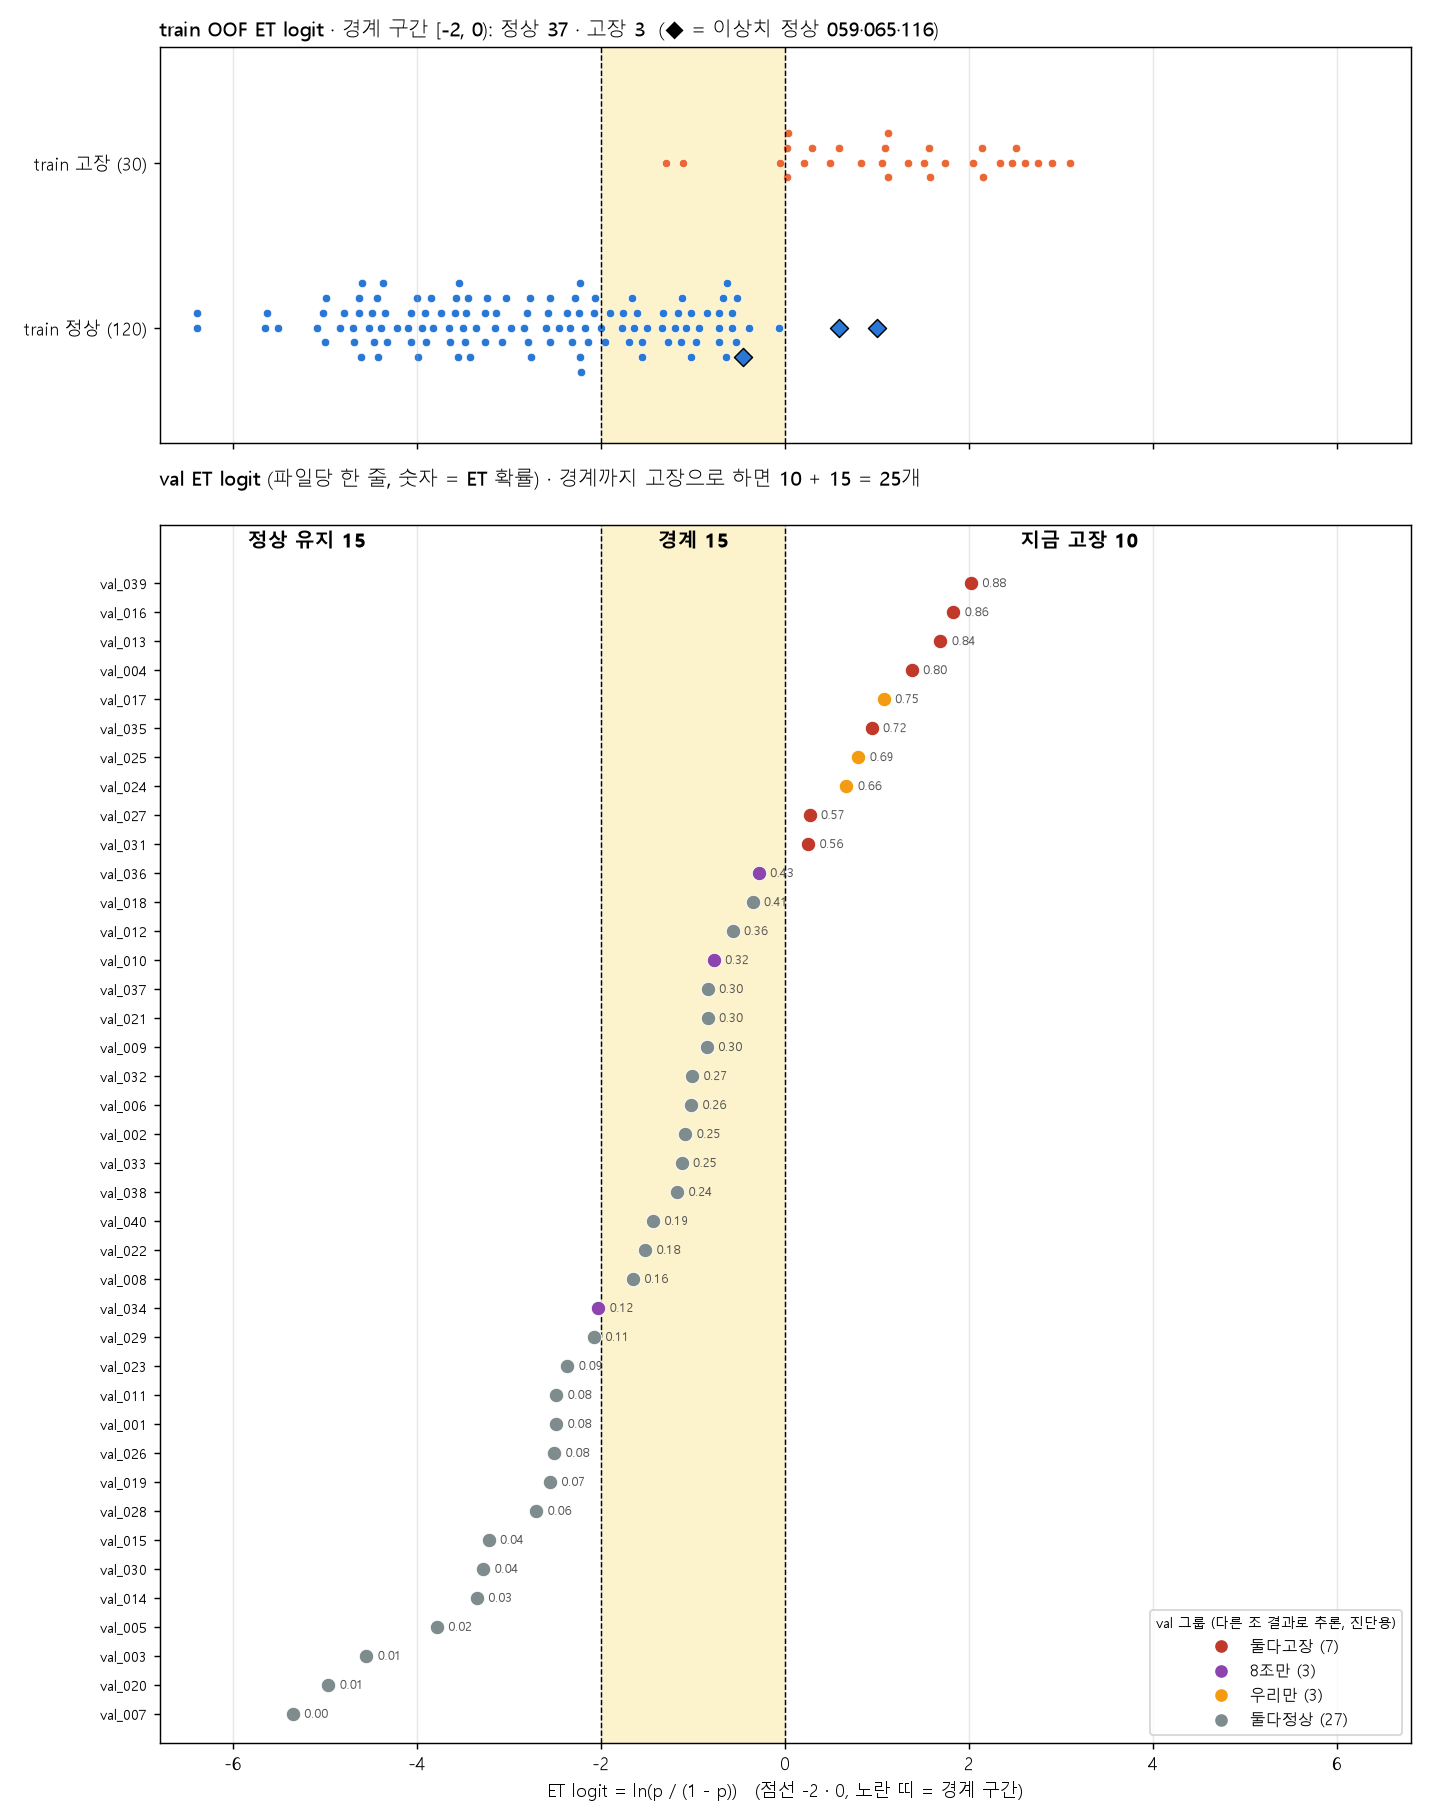 train OOF ET logit · 경계 구간 [-2, 0): 정상 37 · 고장 3 (◆ = 이상치 정상 059·065·116)
train 고장 (30)
train 정상 (120)
val ET logit (파일당 한 줄, 숫자 = ET 확률) · 경계까지 고장으로 하면 10 + 15 = 25개
정상 유지 15 경계 15 지금 고장 10
val_039 0.88
val_016 0.86
val_013 0.84
val_004 0.80
val_017 0.75
val_035 0.72
val_025 0.69
val_024 0.66
val_027 0.57
val_031 0.56
val_036 0.43
val_018 0.41
val_012 0.36
val_010 0.32
val_037 0.30
val_021 0.30
val_009 0.30
val_032 0.27
val_006 0.26
val_002 0.25
val_033 0.25
val_038 0.24
val_040 0.19
val_022 0.18
val_008 0.16
val_034 0.12
val_029 0.11
val_023 0.09
val_011 0.08
val_001 0.08
val_026 0.08
val_019 0.07
val_028 0.06
val_015 0.04
val_030 0.04
val_014 0.03
val_005 0.02
val_003 0.01
val_020 0.01
val_007 0.00
val 그룹 (다른 조 결과로 추론, 진단용)
둘다고장 (7)
8조만 (3)
우리만 (3)
둘다정상 (27)
-6 -4 -2 0 2 4 6
ET logit = ln(p / (1 - p)) (점선 -2 · 0, 노란 띠 = 경계 구간)